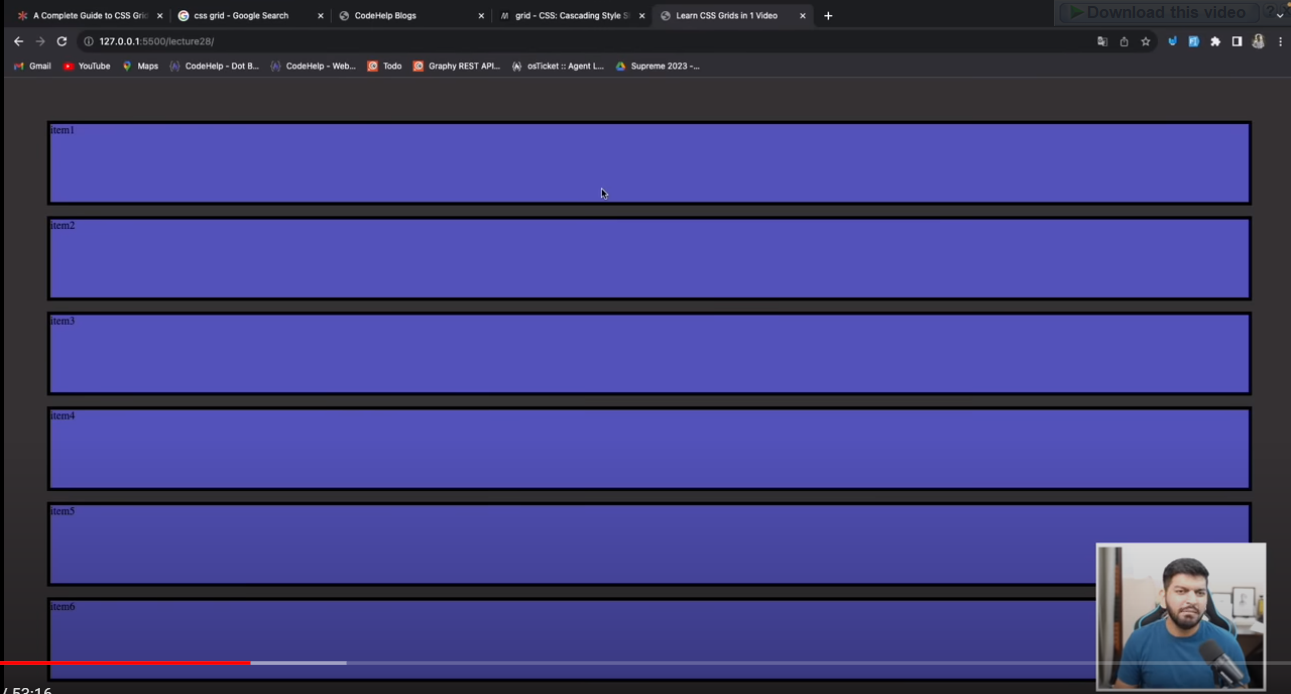 A Complete Guide to CSS Gri
css grid - Google Search
CodeHelp Blogs
grid - CSS: Cascading Style S
Learn CSS Grids in 1 Video
Download this video
127.0.0.1:5500/lecture28/
Gmail
YouTube
Maps
CodeHelp - Dot B...
CodeHelp - Web...
Todo
Graphy REST API...
osTicket :: Agent L...
Supreme 2023 -...
item1
item2
item3
item4
item5
item6
/ 53:16